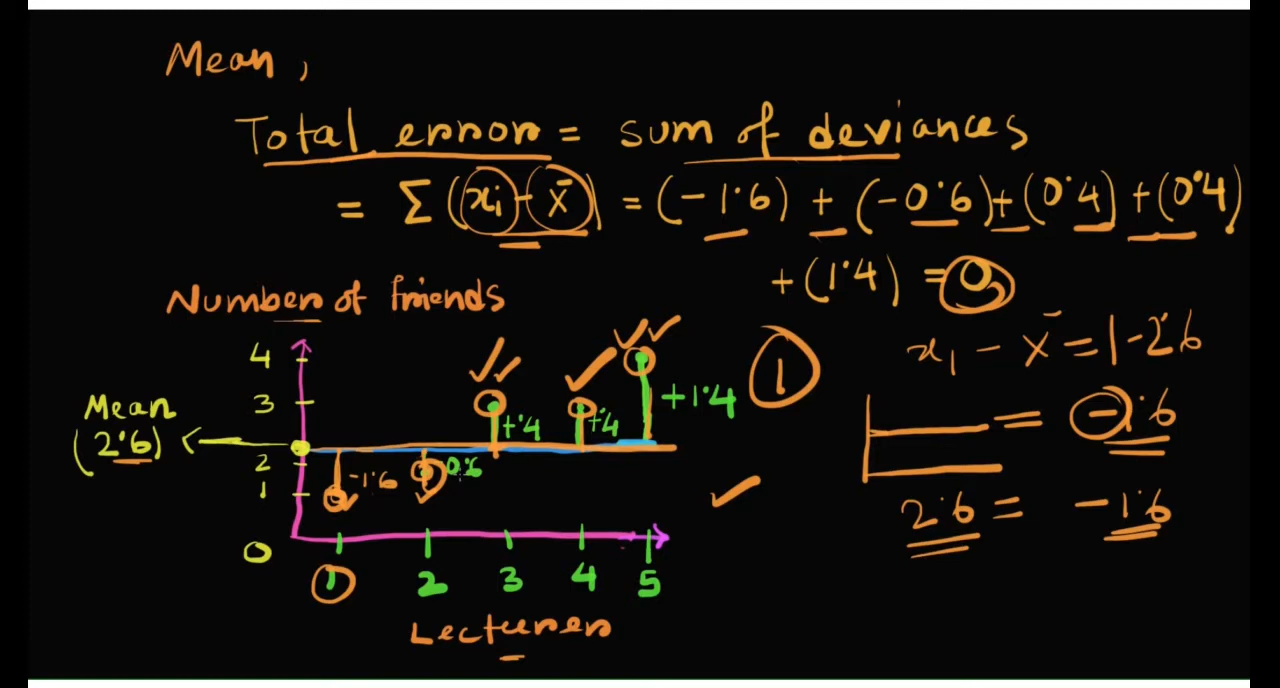 Mean,
Total error = sum of deviances
= Σ (xi - x̄) = (-1.6) + (-0.6) + (0.4) + (0.4)
+ (1.4) = 0
Number of friends
x1 - x̄ = 1 - 2.6
= -1.6
2.6 = -1.6
1
4
3
2
1
0
Mean
(2.6)
-1.6
0.6
+.4
+.4
+1.4
1 2 3 4 5
Lecturer